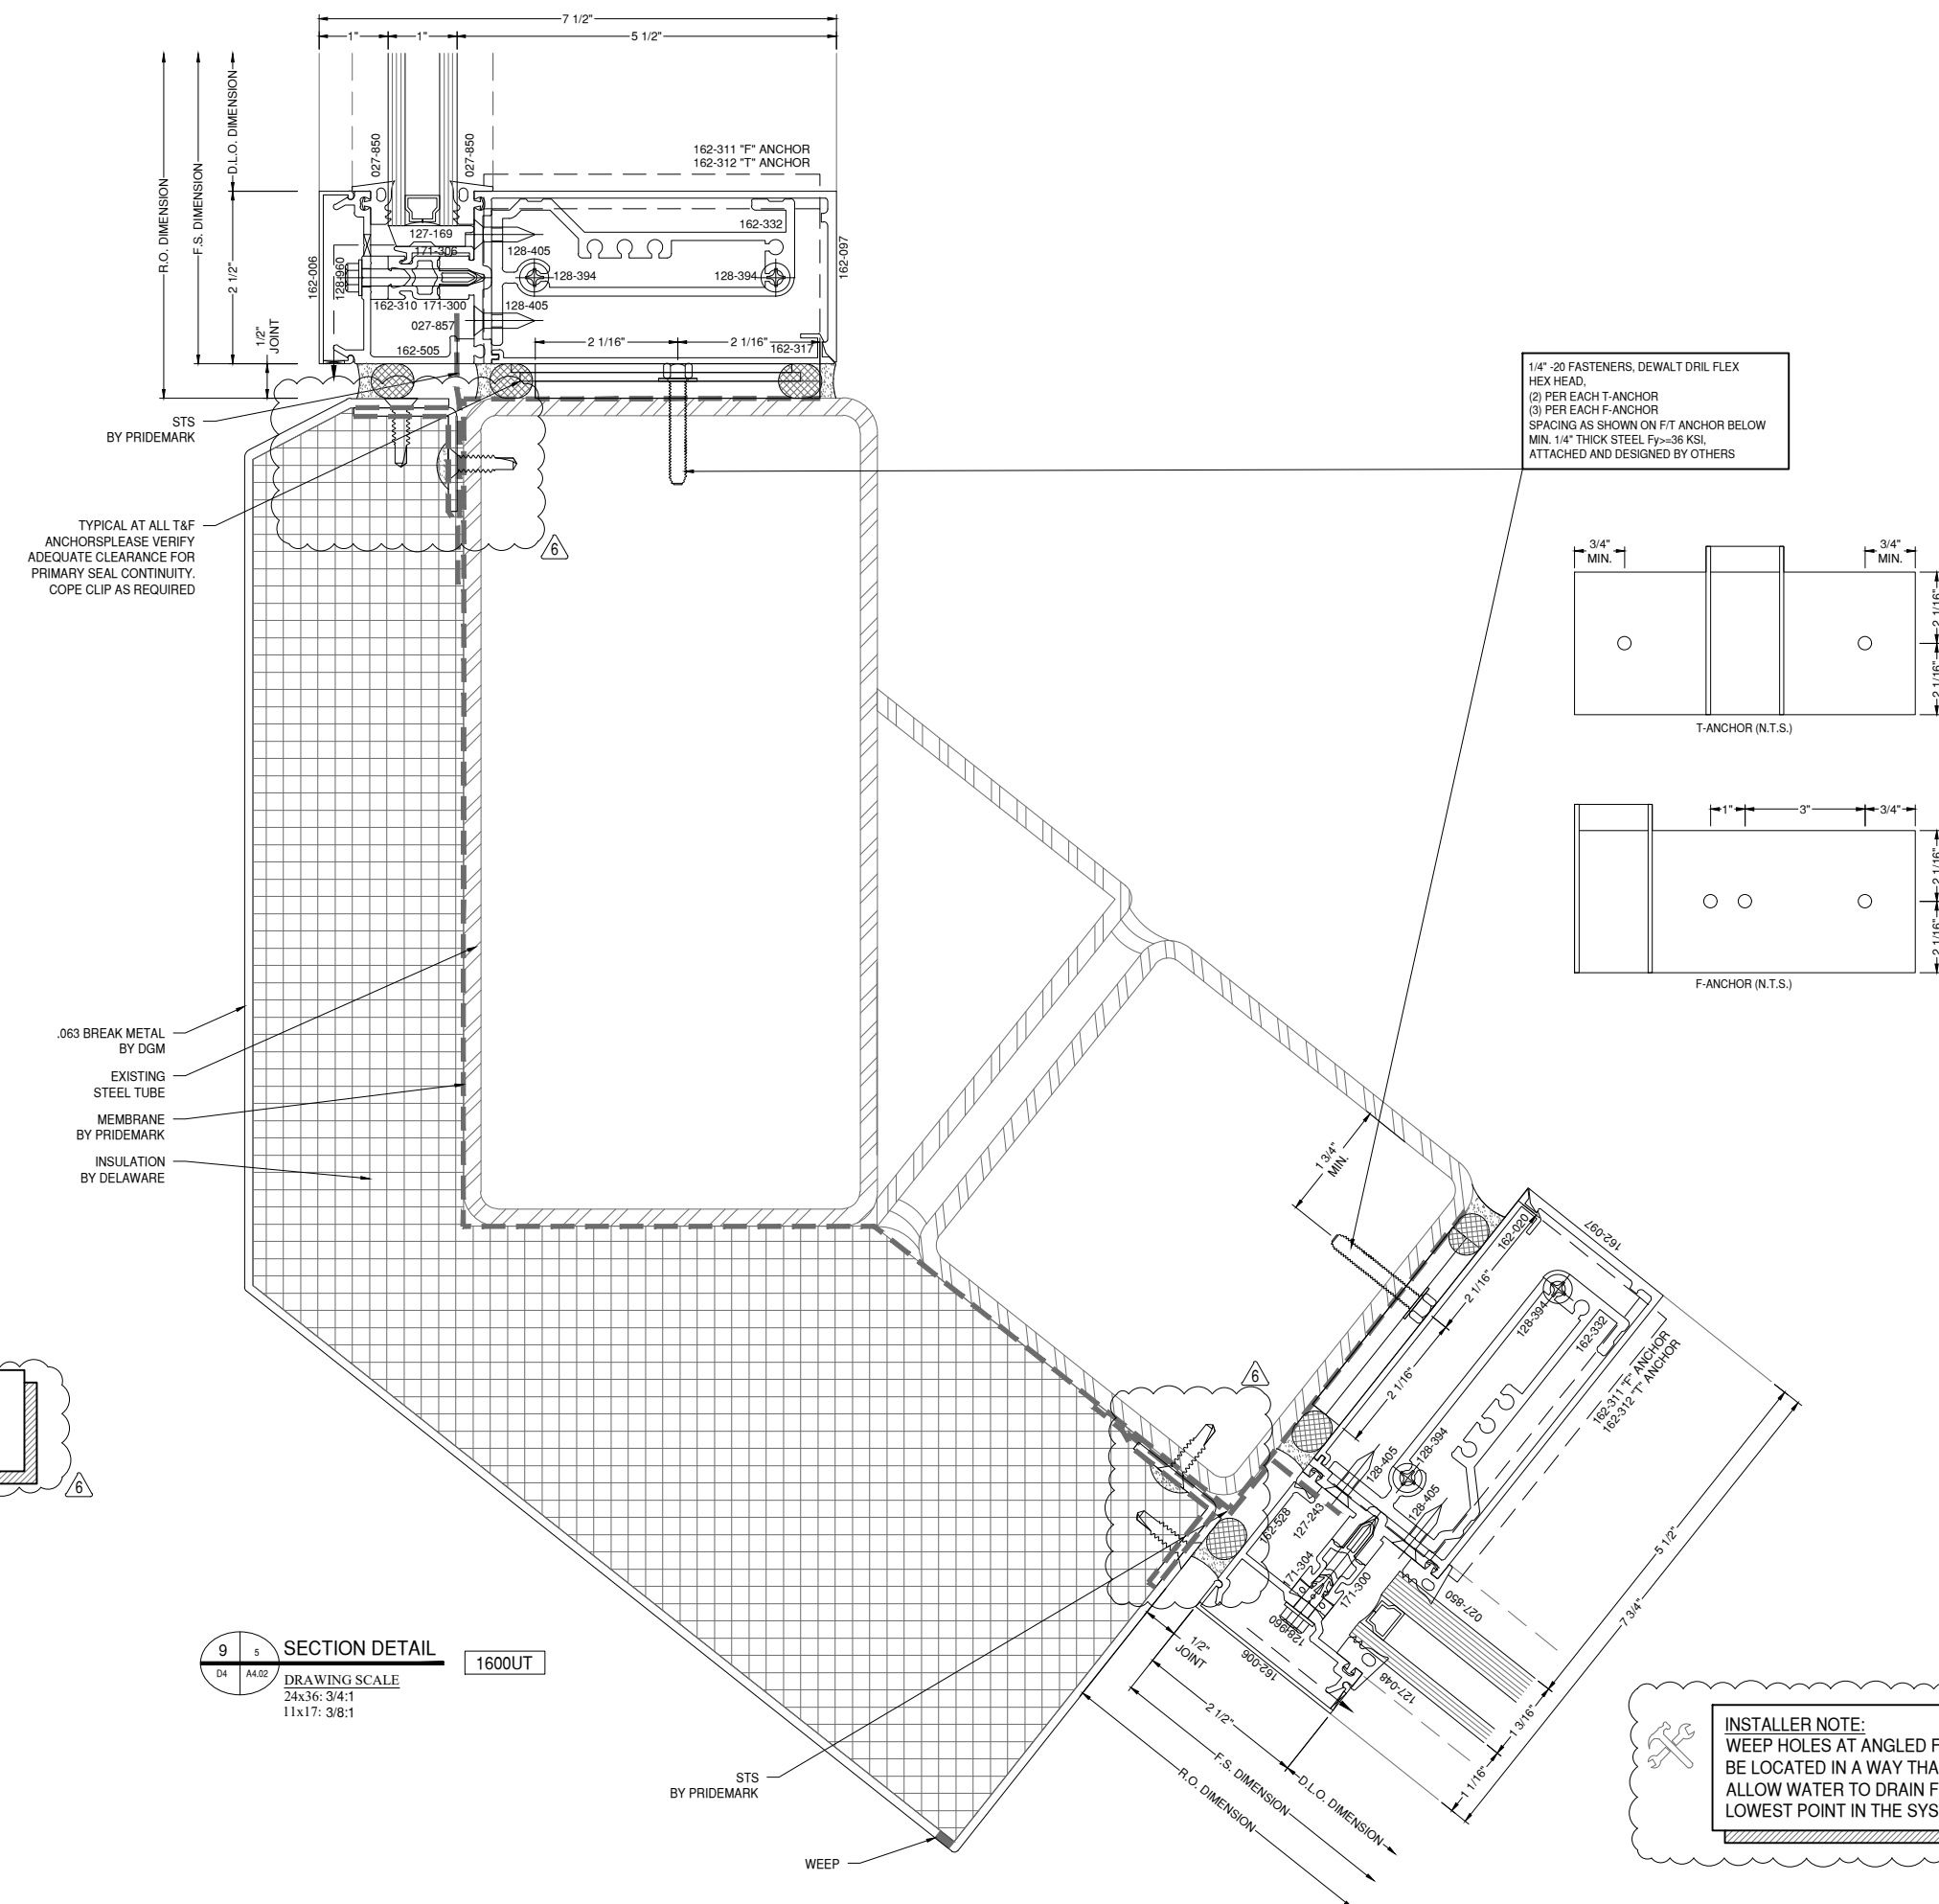 7 1/2"
1"
1"
5 1/2"
R.O. DIMENSION
F.S. DIMENSION
D.L.O. DIMENSION
2 1/2"
1/2"
JOINT
027-850
027-850
162-311 "F" ANCHOR
162-312 "T" ANCHOR
162-006
128-960
127-169
171-306
128-405
128-394
162-332
128-394
162-097
162-310
171-300
128-405
027-857
162-505
2 1/16"
2 1/16"
162-317
STS
BY PRIDEMARK
TYPICAL AT ALL T&F
ANCHORSPLEASE VERIFY
ADEQUATE CLEARANCE FOR
PRIMARY SEAL CONTINUITY.
COPE CLIP AS REQUIRED
6
1/4" -20 FASTENERS, DEWALT DRIL FLEX
HEX HEAD,
(2) PER EACH T-ANCHOR
(3) PER EACH F-ANCHOR
SPACING AS SHOWN ON F/T ANCHOR BELOW
MIN. 1/4" THICK STEEL Fy>=36 KSI,
ATTACHED AND DESIGNED BY OTHERS
3/4"
MIN.
3/4"
MIN.
2 1/16"
2 1/16"
T-ANCHOR (N.T.S.)
1"
3"
3/4"
2 1/16"
2 1/16"
F-ANCHOR (N.T.S.)
.063 BREAK METAL
BY DGM
EXISTING
STEEL TUBE
MEMBRANE
BY PRIDEMARK
INSULATION
BY DELAWARE
1 3/4"
MIN.
162-020
162-097
2 1/16"
2 1/16"
128-394
162-332
162-311 "F" ANCHOR
162-312 "T" ANCHOR
128-394
128-405
128-405
6
6
162-528
127-243
171-304
171-300
128-960
162-006
027-850
127-048
5 1/2"
7 3/4"
1 3/16"
1 1/16"
1/2"
JOINT
2 1/2"
F.S. DIMENSION
D.L.O. DIMENSION
R.O. DIMENSION
9
5
D4
A4.02
SECTION DETAIL
1600UT
DRAWING SCALE
24x36: 3/4:1
11x17: 3/8:1
STS
BY PRIDEMARK
WEEP
INSTALLER NOTE:
WEEP HOLES AT ANGLED F
BE LOCATED IN A WAY THA
ALLOW WATER TO DRAIN F
LOWEST POINT IN THE SYS